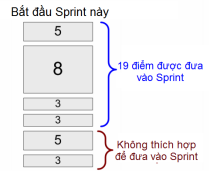 Bắt đầu Sprint này
5
8
19 điểm được đưa
vào Sprint
3
3
5
Không thích hợp
để đưa vào Sprint
3